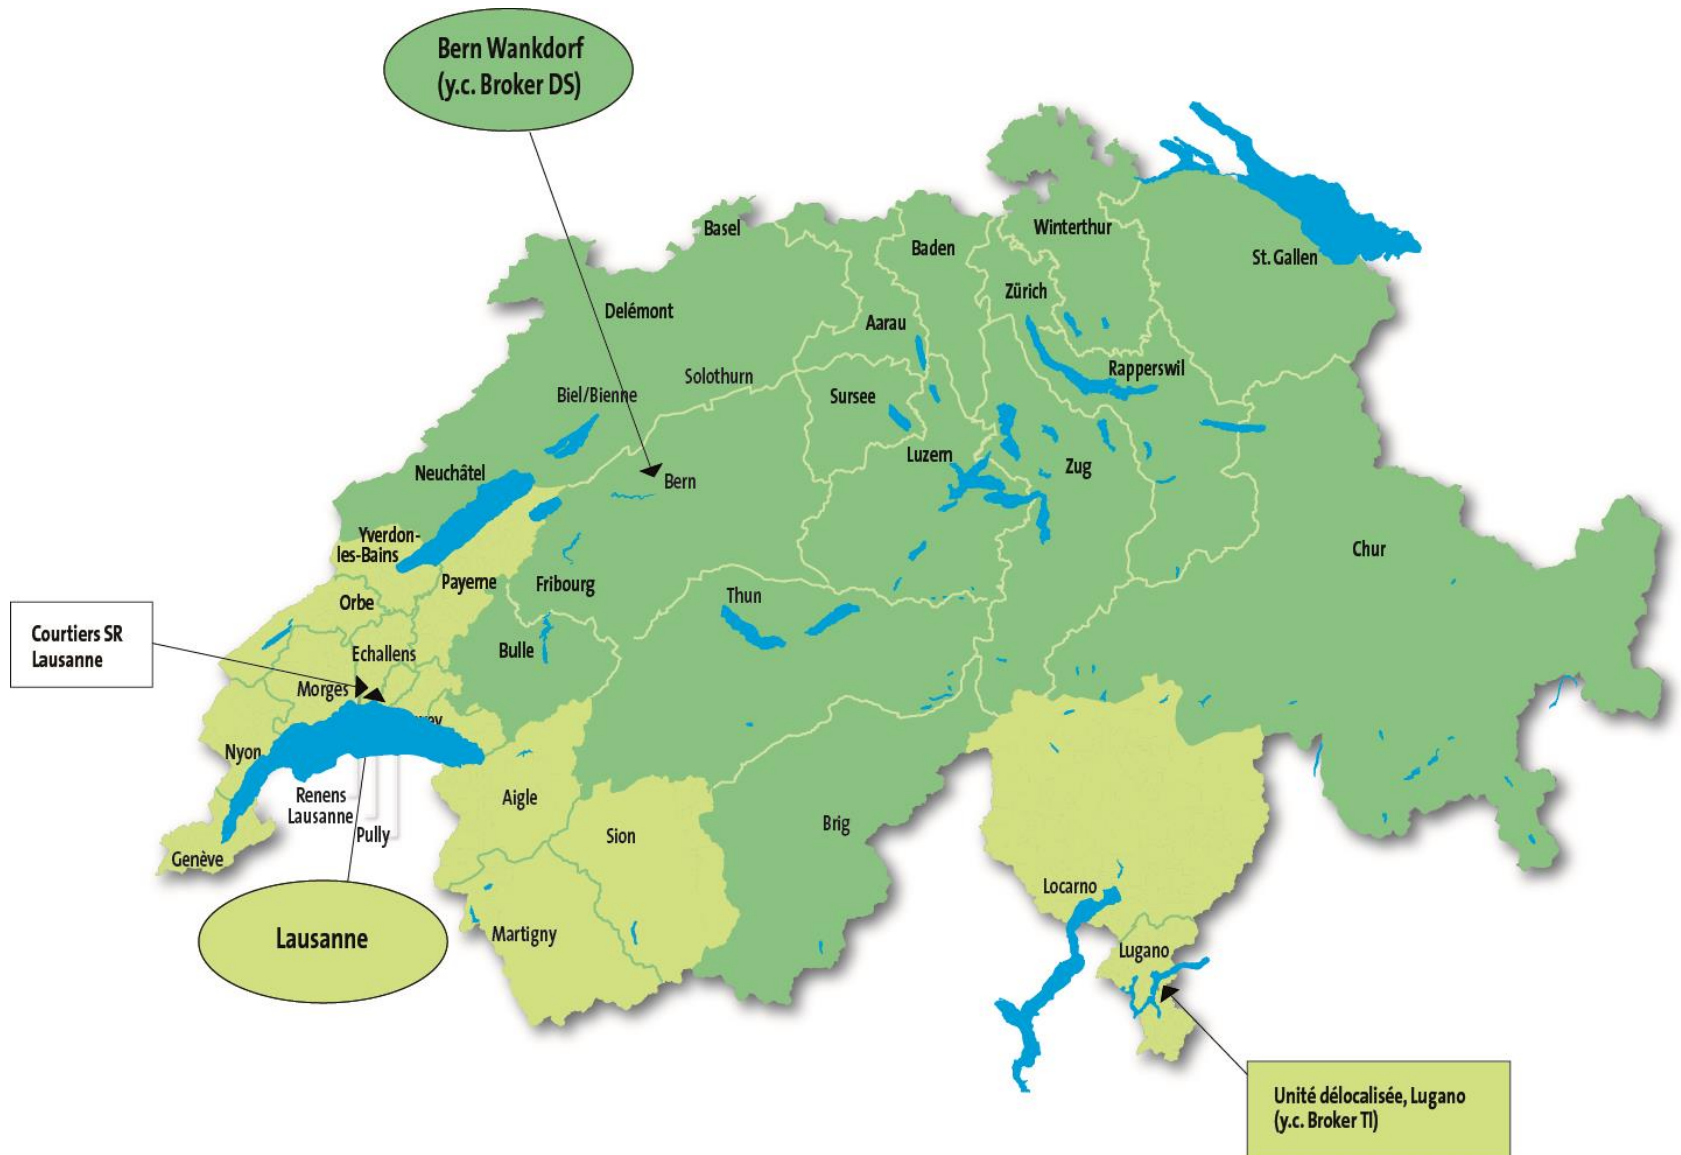 Bern Wankdorf
(y.c. Broker DS)
Basel
Baden
Winterthur
St. Gallen
Zürich
Delémont
Aarau
Rapperswil
Solothurn
Biel/Bienne
Sursee
Luzern
Zug
Neuchâtel
Bern
Yverdon-
les-Bains
Payerne
Fribourg
Chur
Orbe
Thun
Courtiers SR
Lausanne
Echallens
Bulle
Morges
Nyon
Renens
Lausanne
Pully
Aigle
Sion
Brig
Genève
Locarno
Lausanne
Martigny
Lugano
Unité délocalisée, Lugano
(y.c. Broker TI)